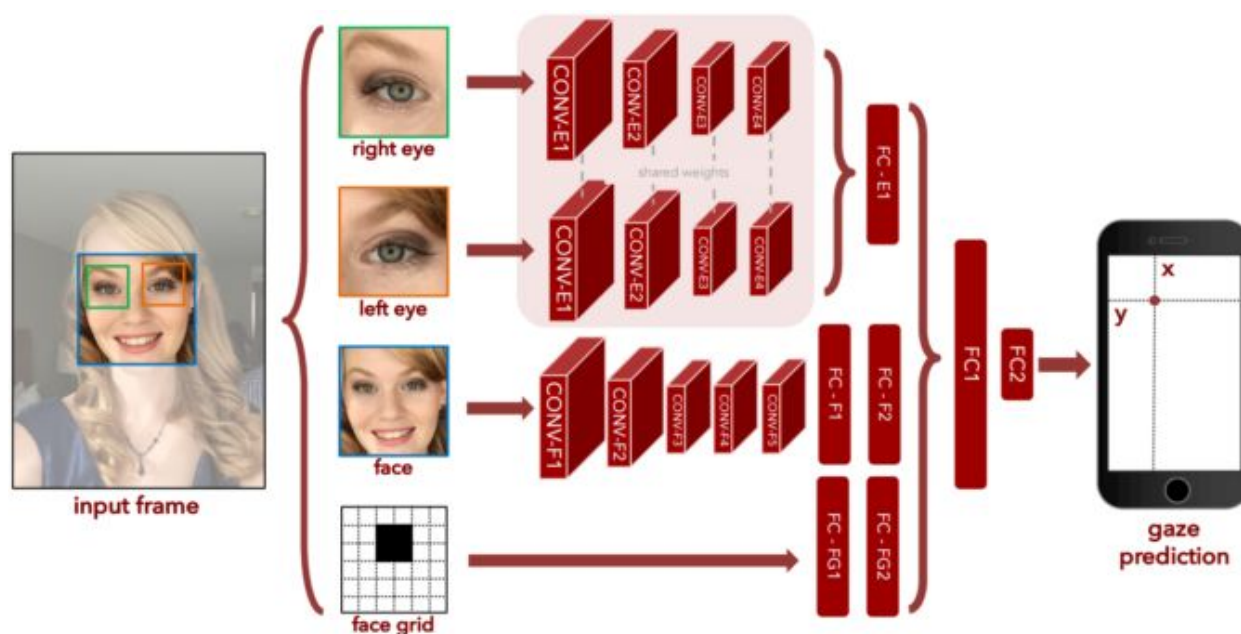 input frame
right eye
left eye
face
face grid
CONV-E1
CONV-E2
CONV-E3
CONV-E4
shared weights
CONV-E1
CONV-E2
CONV-E3
CONV-E4
CONV-F1
CONV-F2
CONV-F3
CONV-F4
CONV-F5
FC - E1
FC - F1
FC - F2
FC - FG1
FC - FG2
FC1
FC2
x
y
gaze
prediction